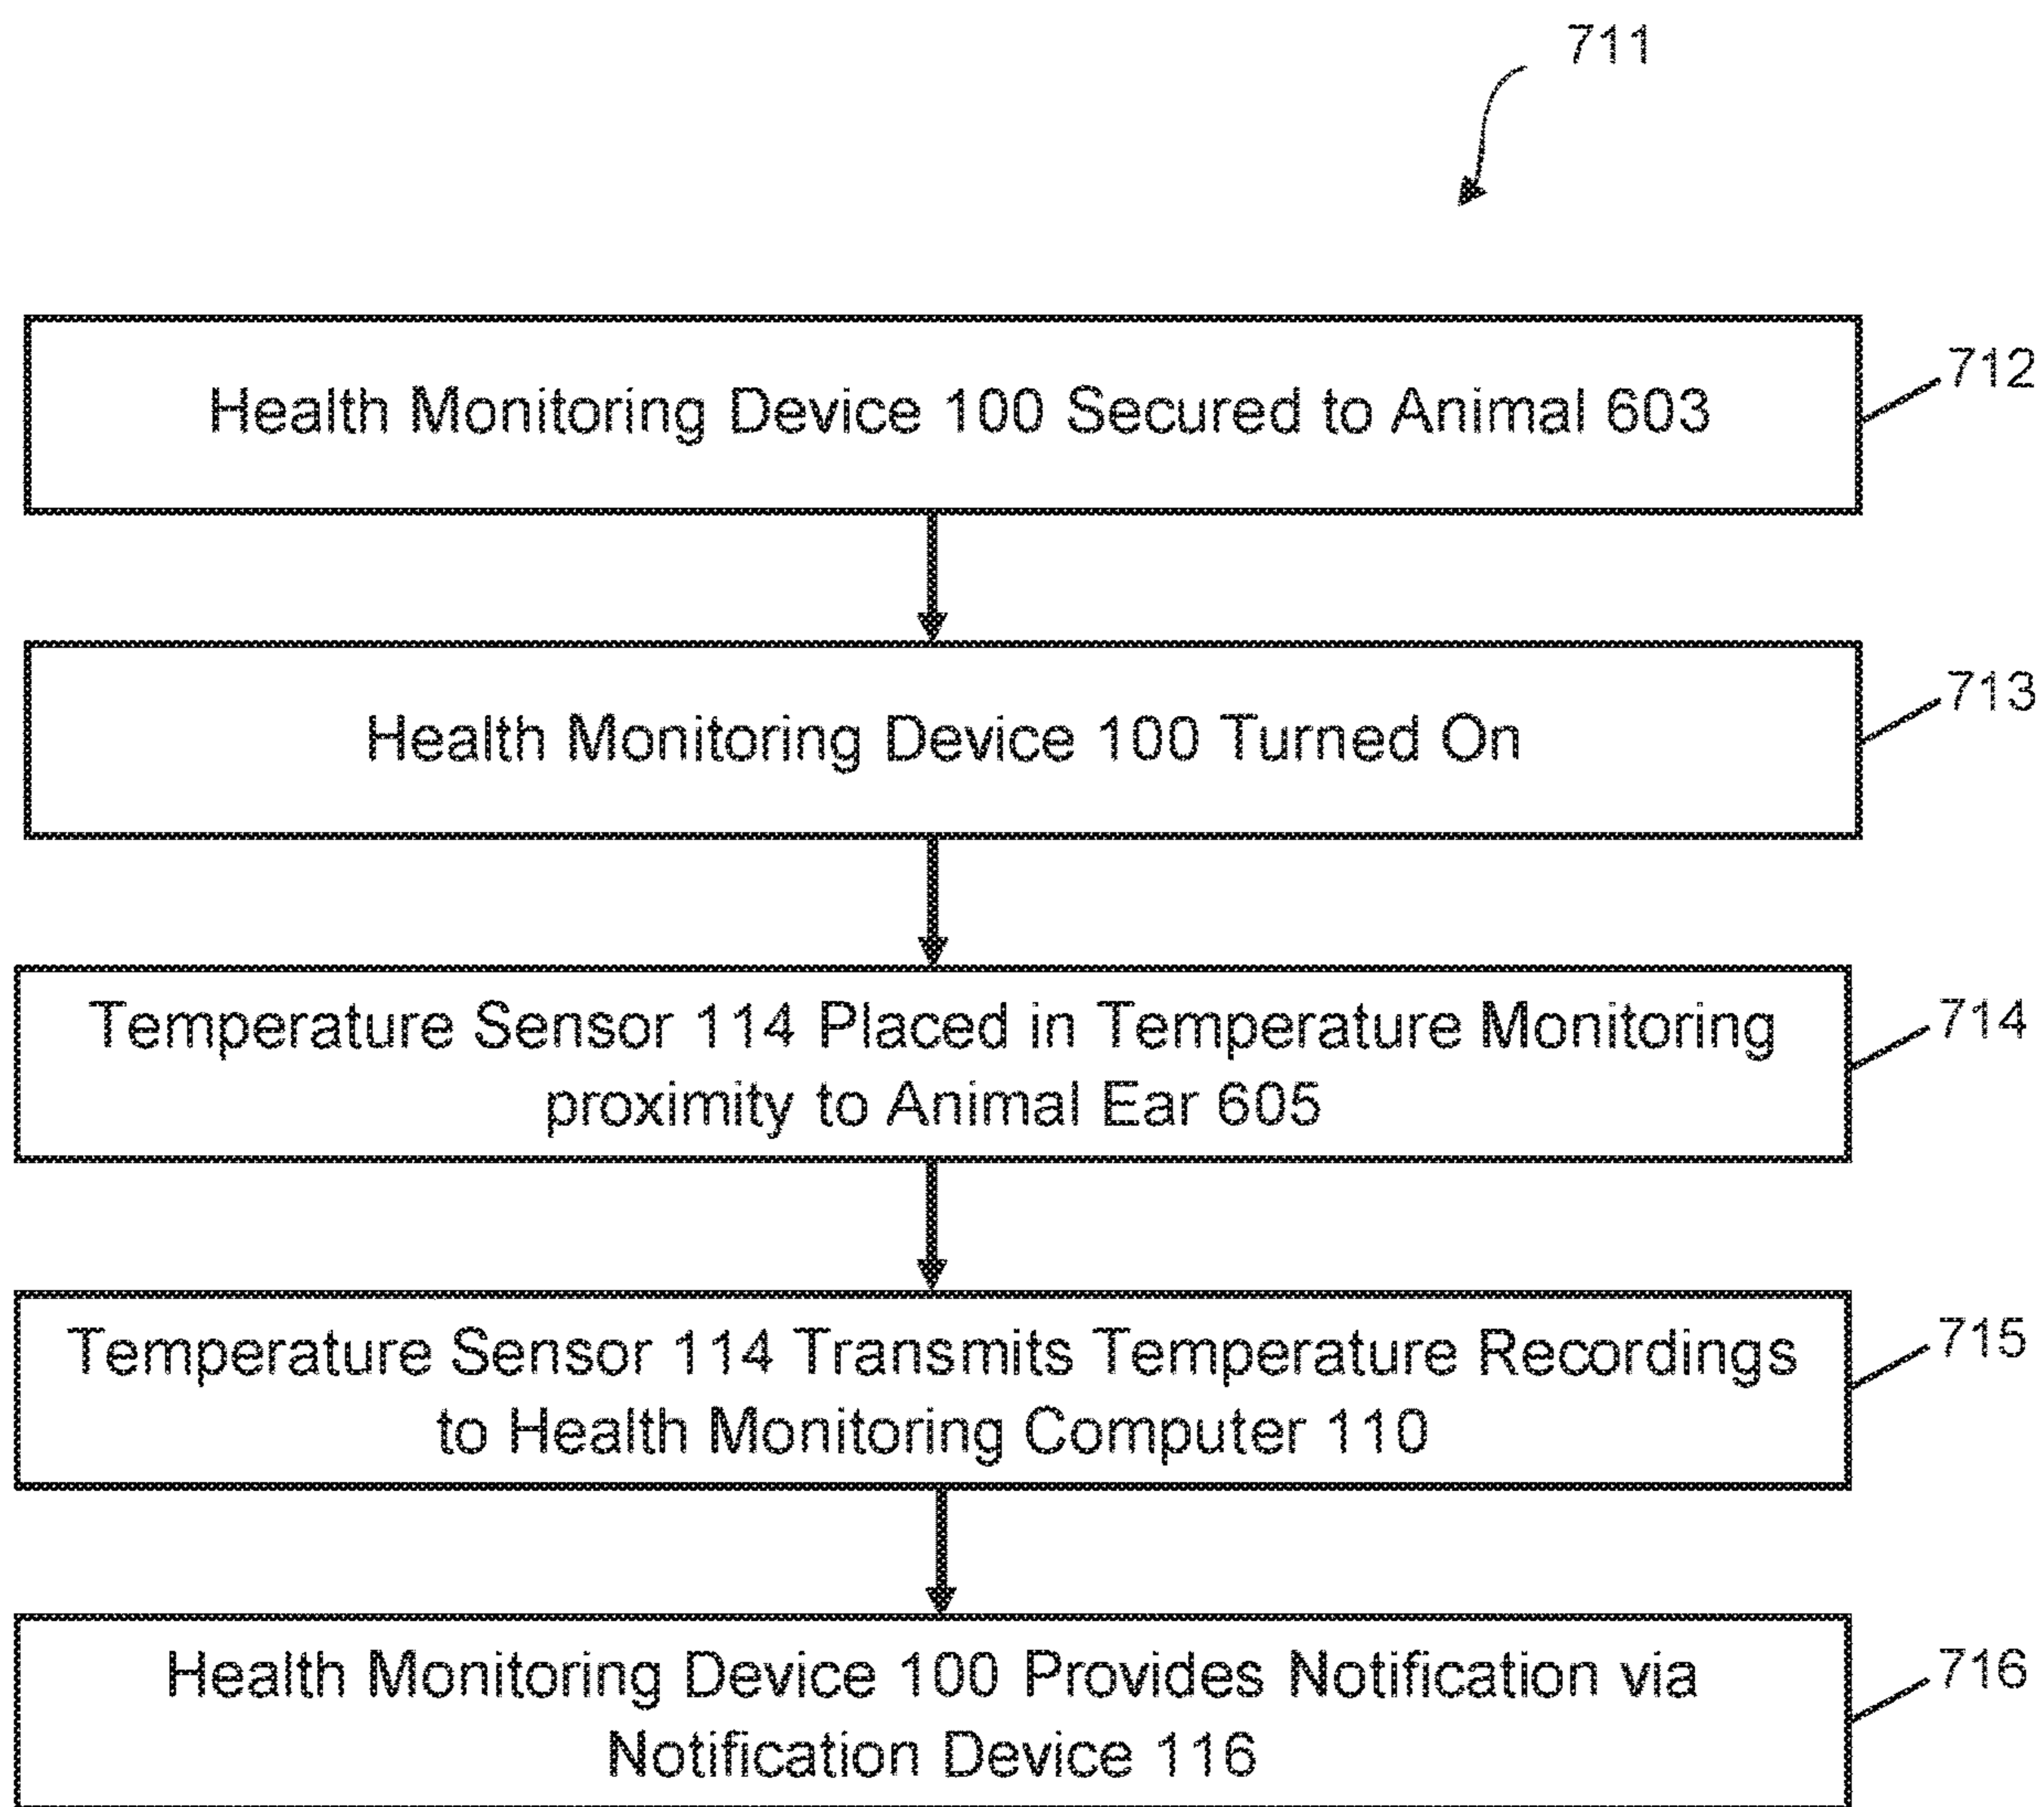 711
Health Monitoring Device 100 Secured to Animal 603
712
Health Monitoring Device 100 Turned On
713
Temperature Sensor 114 Placed in Temperature Monitoring
proximity to Animal Ear 605
714
Temperature Sensor 114 Transmits Temperature Recordings
to Health Monitoring Computer 110
715
Health Monitoring Device 100 Provides Notification via
Notification Device 116
716